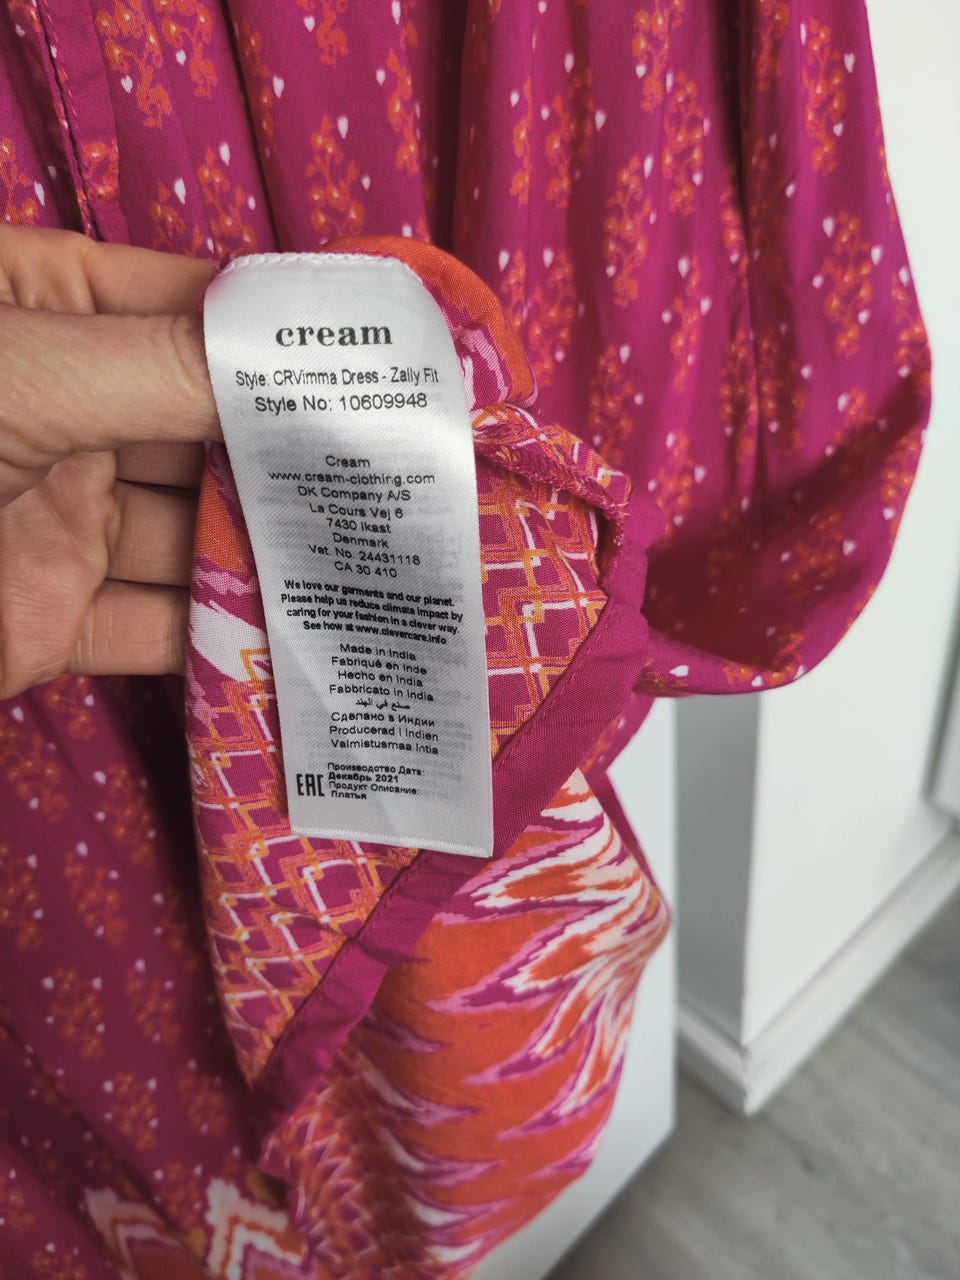 cream
Style: CRVimma Dress - Zally Fit
Style No: 10609948
Cream
www.cream-clothing.com
DK Company A/S
La Cours Vej 6
7430 Ikast
Denmark
Vat. No. 24431118
CA 30 410
We love our garments and our planet.
Please help us reduce climate impact by
caring for your fashion in a clever way.
See how at www.clevercare.info
Made in India
Fabriqué en Inde
Hecho en India
Fabbricato in India
صنع في الهند
Сделано в Индии
Producerad i Indien
Valmistusmaa Intia
EAC
Производство Дата:
Декабрь 2021
Продукт Описание:
Платья